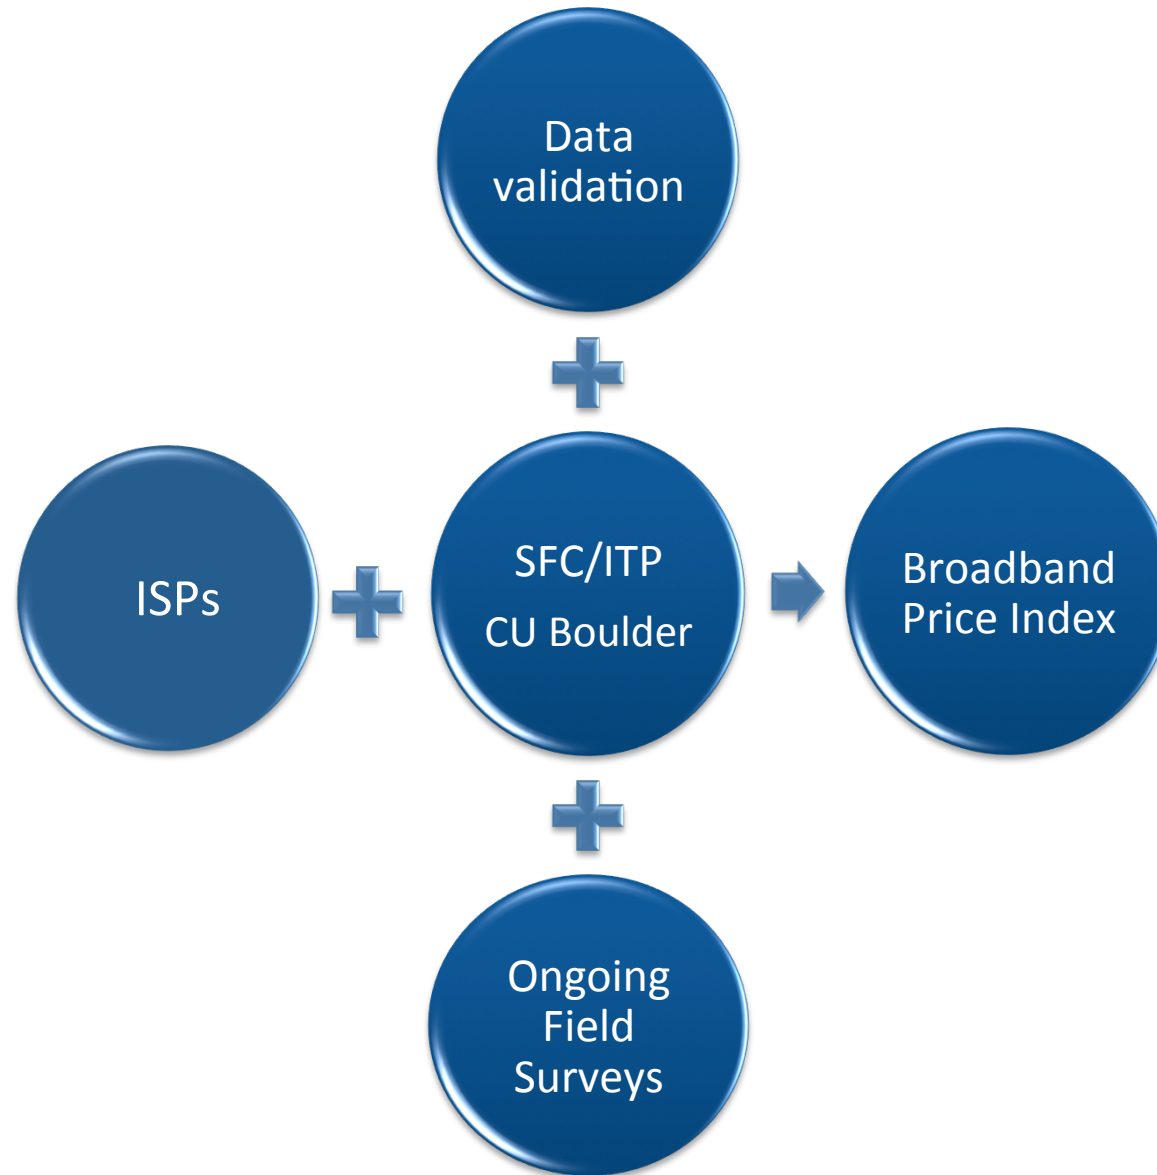 Data
validation
ISPs
SFC/ITP
CU Boulder
Broadband
Price Index
Ongoing
Field
Surveys